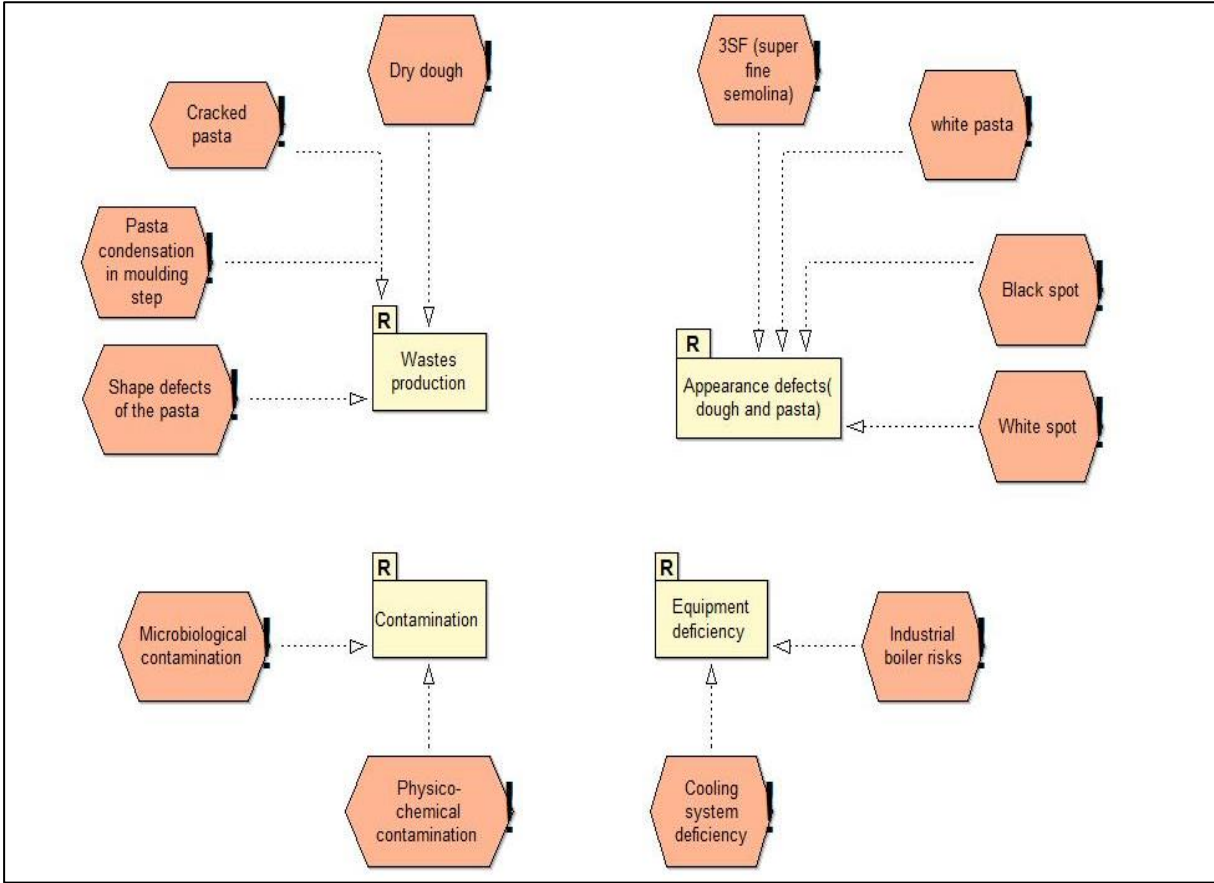 Dry dough
3SF (super
fine
semolina)
Cracked
pasta
white pasta
Pasta
condensation
in moulding
step
Black spot
R
Wastes
production
R
Appearance defects(
dough and pasta)
Shape defects
of the pasta
White spot
R
Contamination
R
Equipment
deficiency
Microbiological
contamination
Industrial
boiler risks
Physico-
chemical
contamination
Cooling
system
deficiency